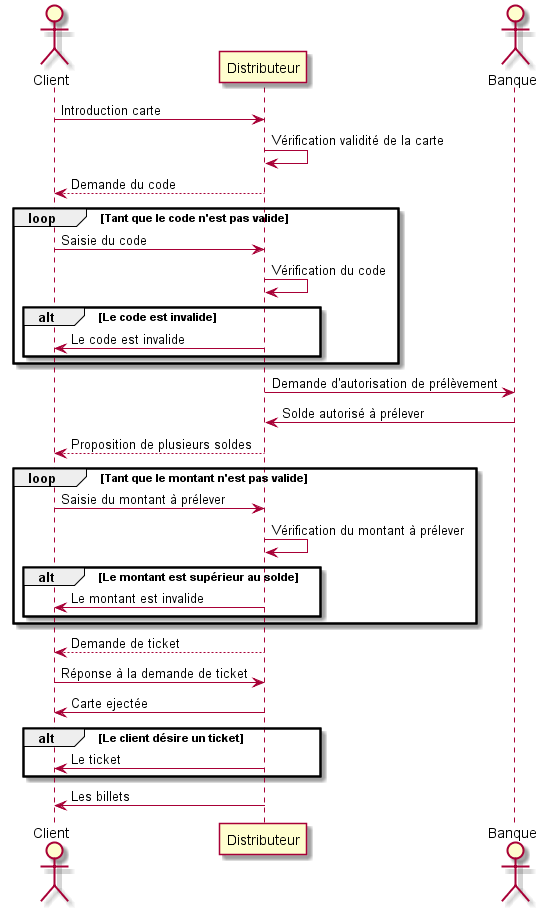 Client
Distributeur
Banque
Introduction carte
Vérification validité de la carte
Demande du code
loop [Tant que le code n'est pas valide]
Saisie du code
Vérification du code
alt [Le code est invalide]
Le code est invalide
Demande d'autorisation de prélèvement
Solde autorisé à prélever
Proposition de plusieurs soldes
loop [Tant que le montant n'est pas valide]
Saisie du montant à prélever
Vérification du montant à prélever
alt [Le montant est supérieur au solde]
Le montant est invalide
Demande de ticket
Réponse à la demande de ticket
Carte ejectée
alt [Le client désire un ticket]
Le ticket
Les billets
Client
Distributeur
Banque